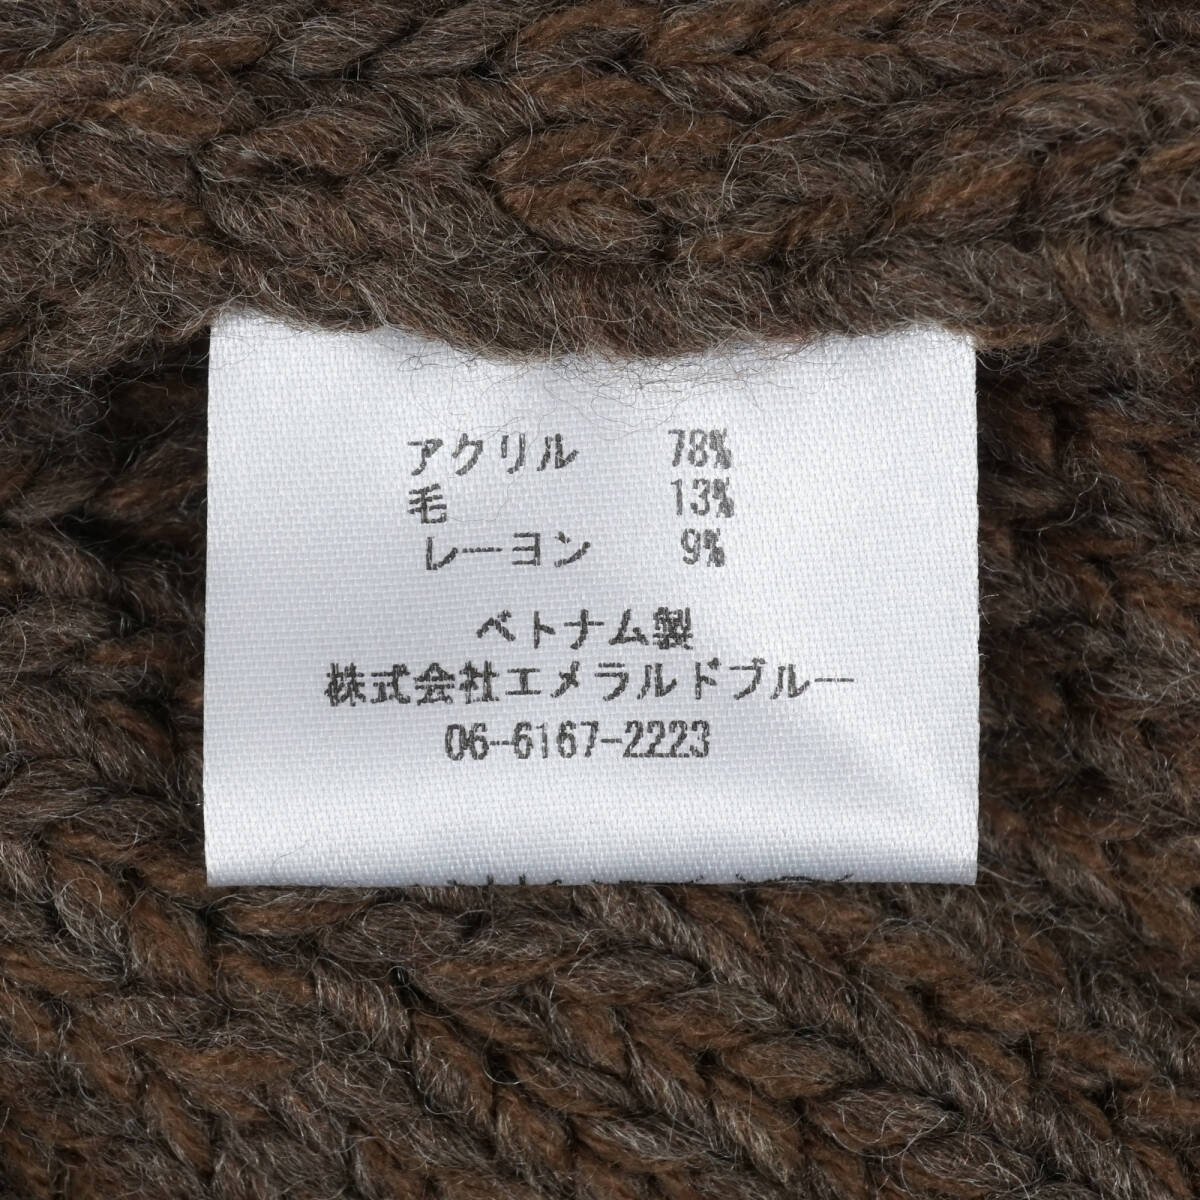 アクリル 78%
毛 13%
レーヨン 9%
ベトナム製
株式会社エメラルドブルー
06-6167-2223